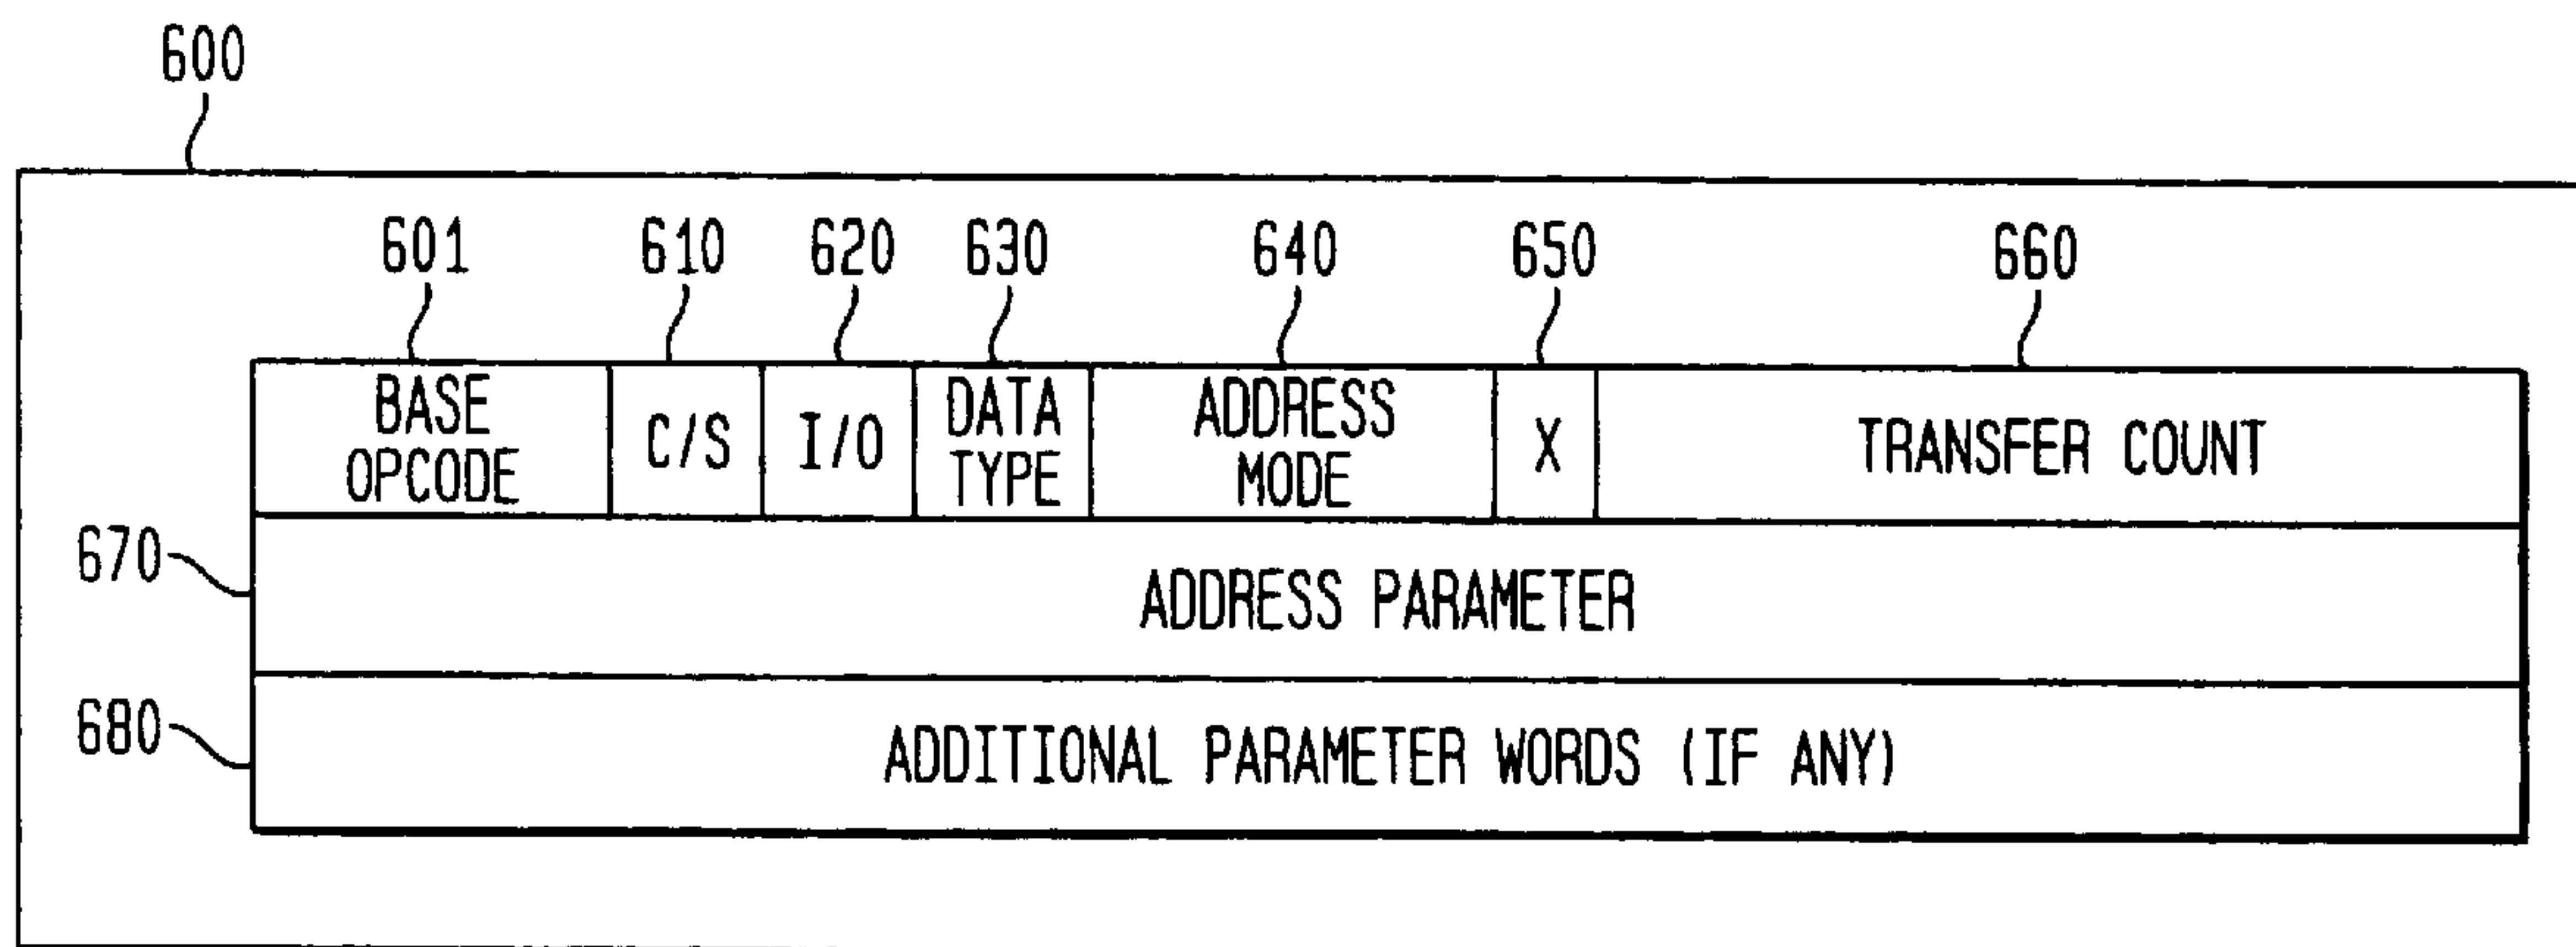 600
601 610 620 630 640 650 660
BASE OPCODE C/S I/O DATA TYPE ADDRESS MODE X TRANSFER COUNT
670 ADDRESS PARAMETER
680 ADDITIONAL PARAMETER WORDS (IF ANY)